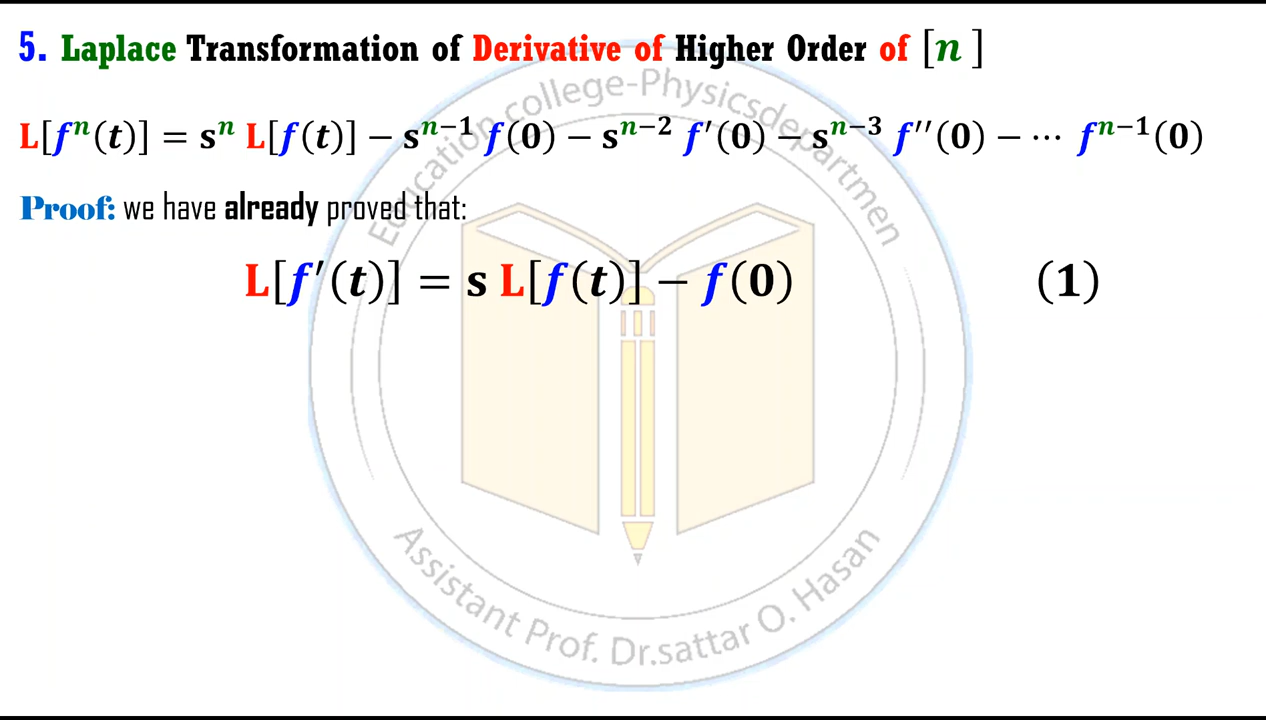 5. Laplace Transformation of Derivative of Higher Order of [n ]
L[fⁿ(t)] = sⁿ L[f(t)] − sⁿ⁻¹ f(0) − sⁿ⁻² f′(0) − sⁿ⁻³ f′′(0) − ⋯ fⁿ⁻¹(0)
Proof: we have already proved that:
L[f′(t)] = s L[f(t)] − f(0) (1)
Education college-Physicsdepartmen
Assistant Prof. Dr.sattar O. Hasan